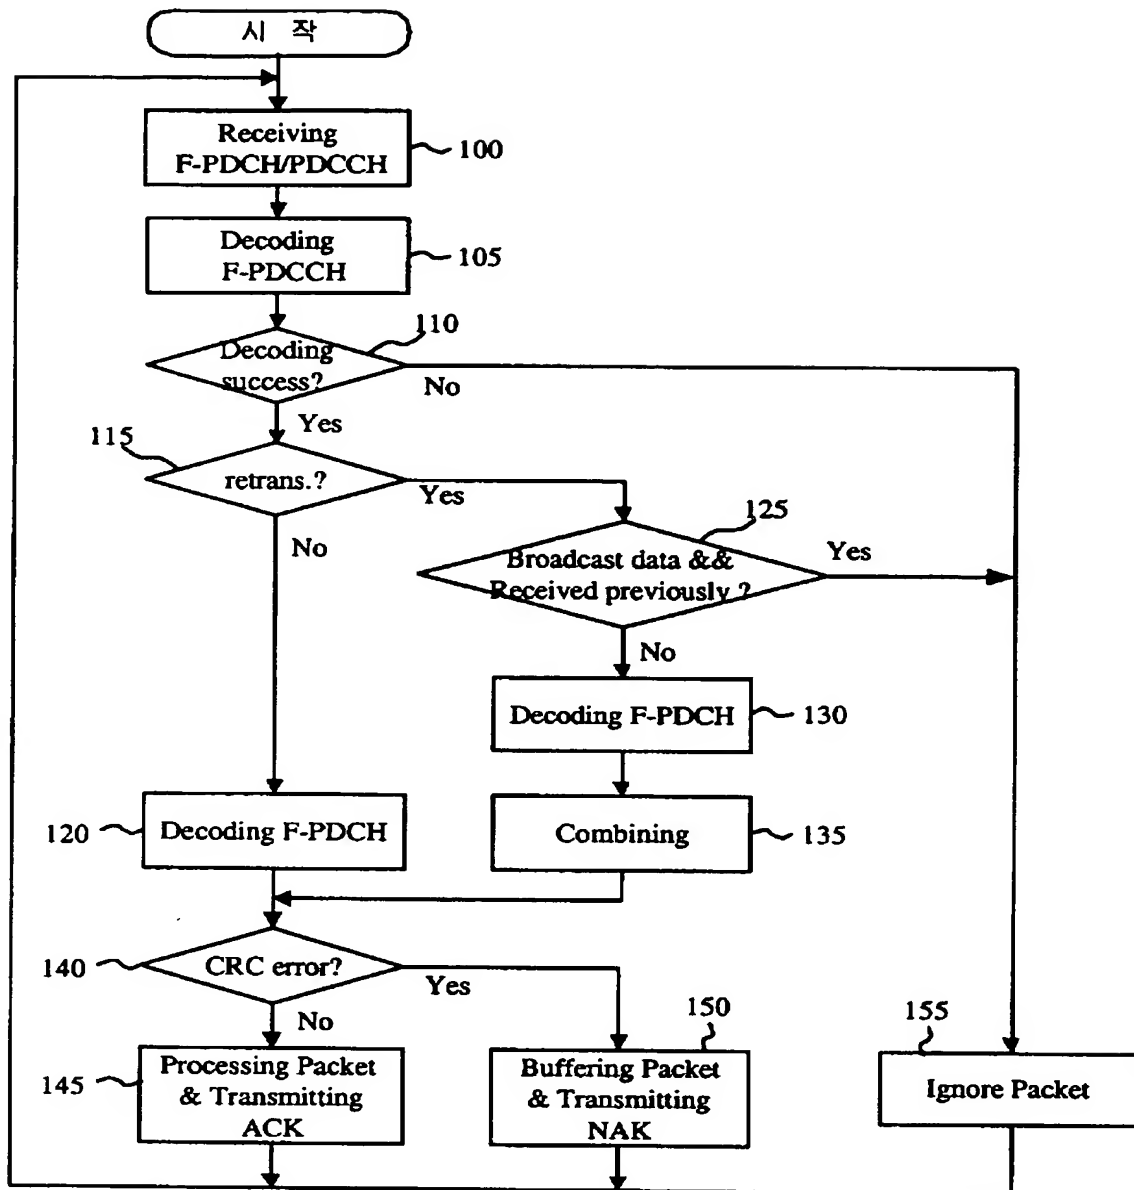 시 작
Receiving
F-PDCH/PDCCH
100
Decoding
F-PDCCH
105
110
Decoding
success?
No
Yes
115
retrans.?
Yes
No
125
Broadcast data &&
Received previously ?
Yes
No
Decoding F-PDCH
130
120
Decoding F-PDCH
Combining
135
140
CRC error?
Yes
No
145
Processing Packet
& Transmitting
ACK
150
Buffering Packet
& Transmitting
NAK
155
Ignore Packet